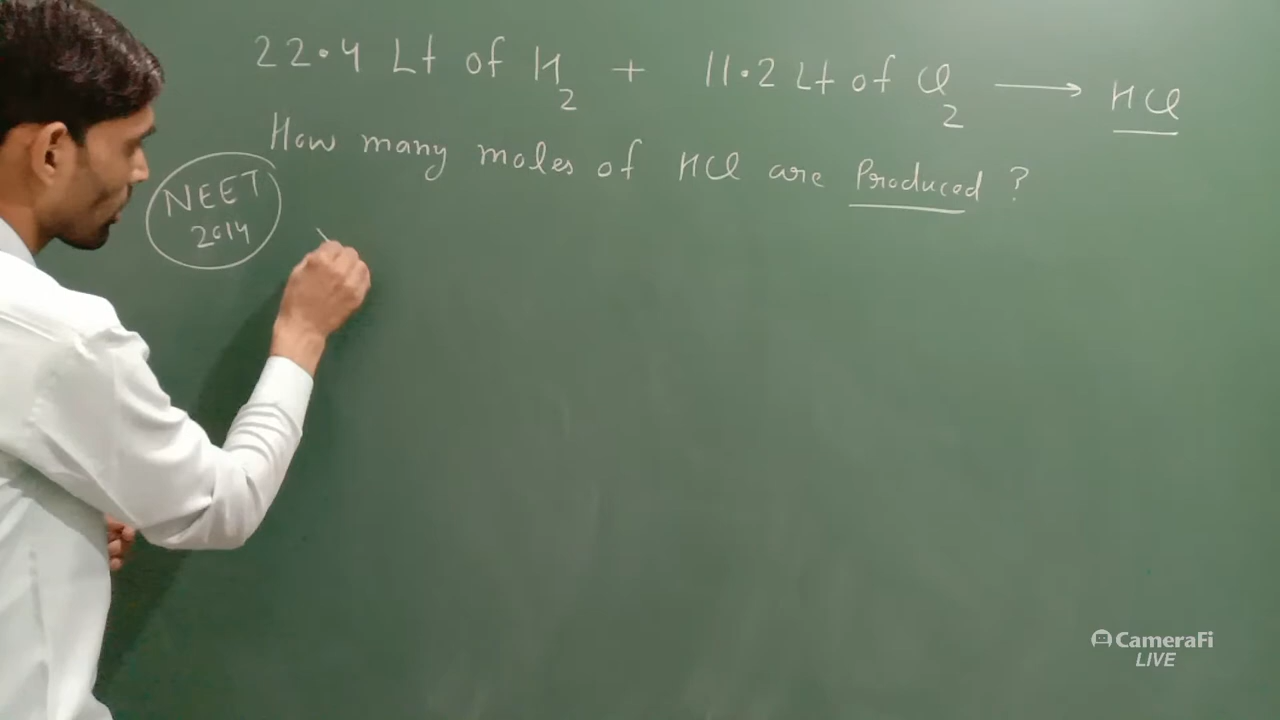 22.4 Lt of H2 + 11.2 Lt of Cl2 ⟶ HCl
How many moles of HCl are Produced ?
NEET
2014
CameraFi
LIVE